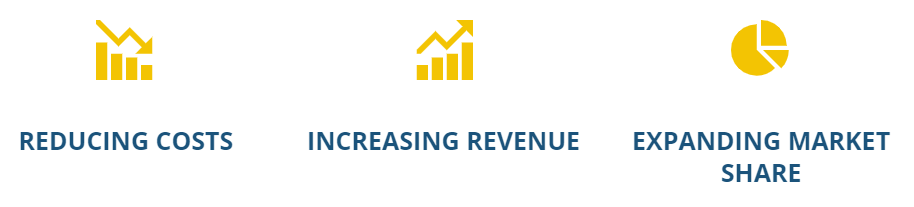 REDUCING COSTS
INCREASING REVENUE
EXPANDING MARKET
SHARE